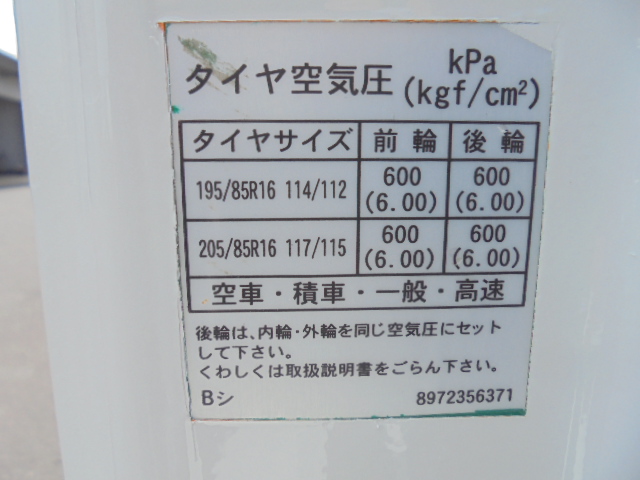 タイヤ空気圧 kPa (kgf/cm²)
タイヤサイズ 前輪 後輪
195/85R16 114/112 600 (6.00) 600 (6.00)
205/85R16 117/115 600 (6.00) 600 (6.00)
空車・積車・一般・高速
後輪は、内輪・外輪を同じ空気圧にセット
して下さい。
くわしくは取扱説明書をごらん下さい。
Bシ 8972356371